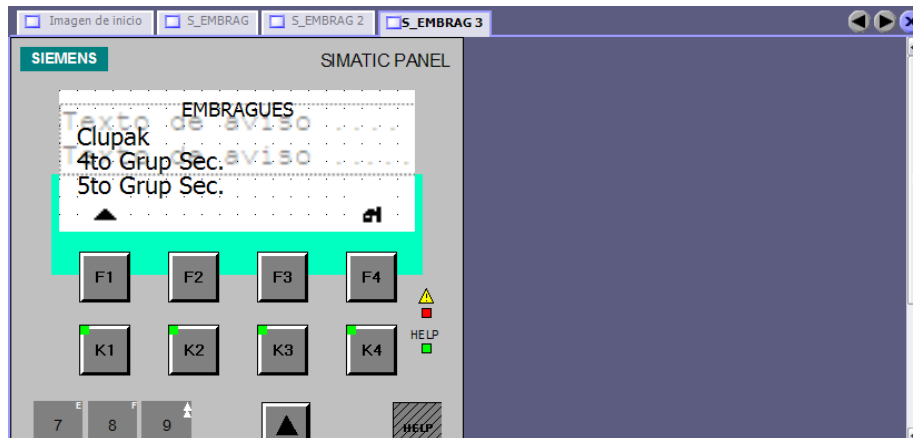 Imagen de inicio S_EMBRAG S_EMBRAG 2 S_EMBRAG 3
SIEMENS SIMATIC PANEL
EMBRAGUES
Texto de aviso .....
Clupak
Texto de aviso ......
4to Grup Sec.
5to Grup Sec.
F1 F2 F3 F4
HELP
K1 K2 K3 K4
E F
7 8 9
HELP